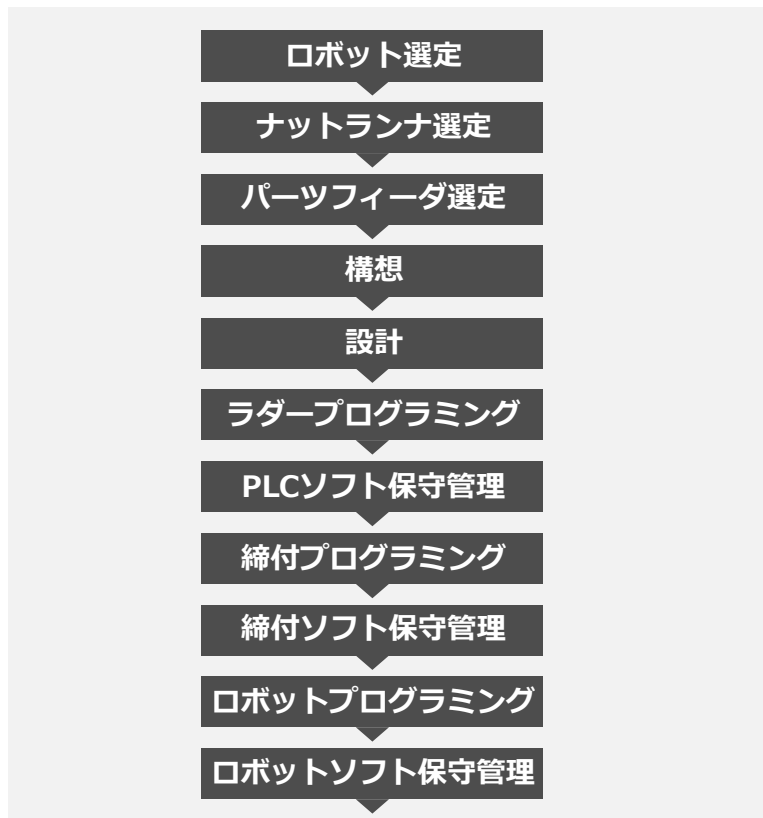 ロボット選定
ナットランナ選定
パーツフィーダ選定
構想
設計
ラダープログラミング
PLCソフト保守管理
締付プログラミング
締付ソフト保守管理
ロボットプログラミング
ロボットソフト保守管理